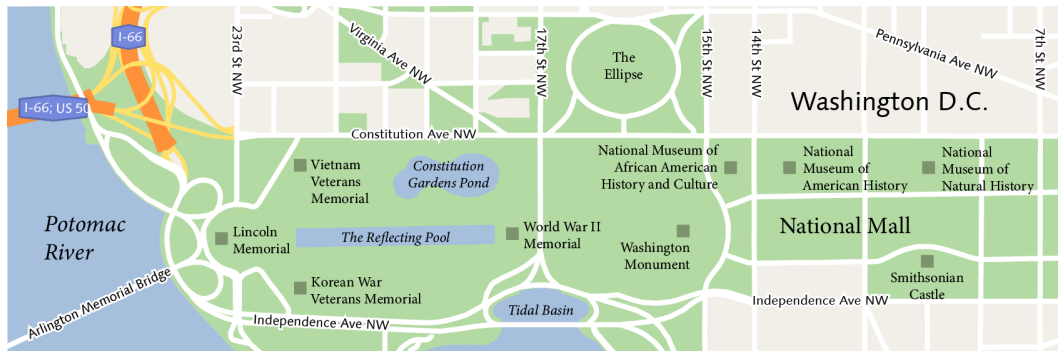 I-66
23rd St NW
Virginia Ave NW
17th St NW
The
Ellipse
15th St NW
14th St NW
Pennsylvania Ave NW
7th St NW
I-66; US 50
Washington D.C.
Constitution Ave NW
Vietnam
Veterans
Memorial
Constitution
Gardens Pond
National Museum of
African American
History and Culture
National
Museum of
American History
National
Museum of
Natural History
Potomac
River
Lincoln
Memorial
The Reflecting Pool
World War II
Memorial
Washington
Monument
National Mall
Smithsonian
Castle
Korean War
Veterans Memorial
Arlington Memorial Bridge
Independence Ave NW
Tidal Basin
Independence Ave NW